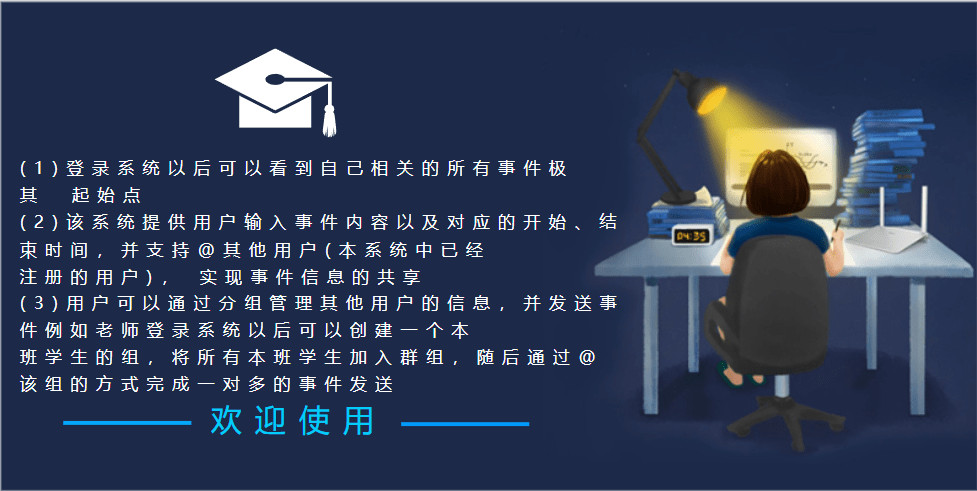 (1)登录系统以后可以看到自己相关的所有事件极
其 起始点
(2)该系统提供用户输入事件内容以及对应的开始、结
束时间，并支持@其他用户(本系统中已经
注册的用户)， 实现事件信息的共享
(3)用户可以通过分组管理其他用户的信息，并发送事
件例如老师登录系统以后可以创建一个本
班学生的组，将所有本班学生加入群组，随后通过@
该组的方式完成一对多的事件发送
欢迎使用
04:35